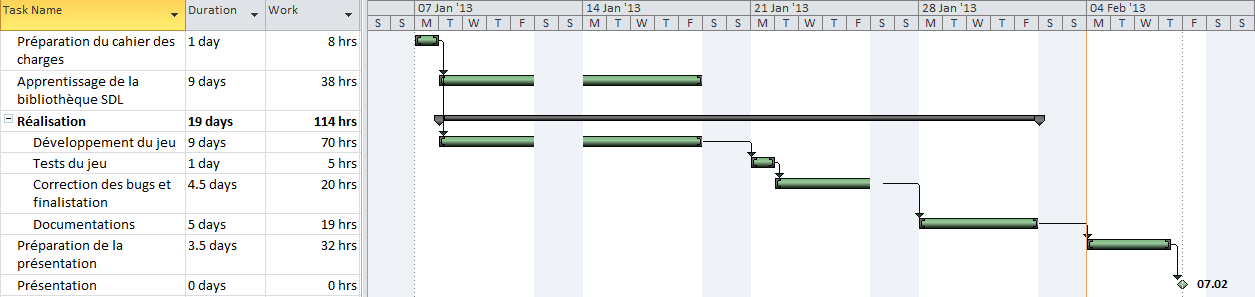 Task Name Duration Work 07 Jan '13 14 Jan '13 21 Jan '13 28 Jan '13 04 Feb '13
S S M T W T F S S M T W T F S S M T W T F S S M T W T F S S M T W T F S S
Préparation du cahier des charges 1 day 8 hrs
Apprentissage de la bibliothèque SDL 9 days 38 hrs
Réalisation 19 days 114 hrs
Développement du jeu 9 days 70 hrs
Tests du jeu 1 day 5 hrs
Correction des bugs et finalistation 4.5 days 20 hrs
Documentations 5 days 19 hrs
Préparation de la présentation 3.5 days 32 hrs
Présentation 0 days 0 hrs 07.02